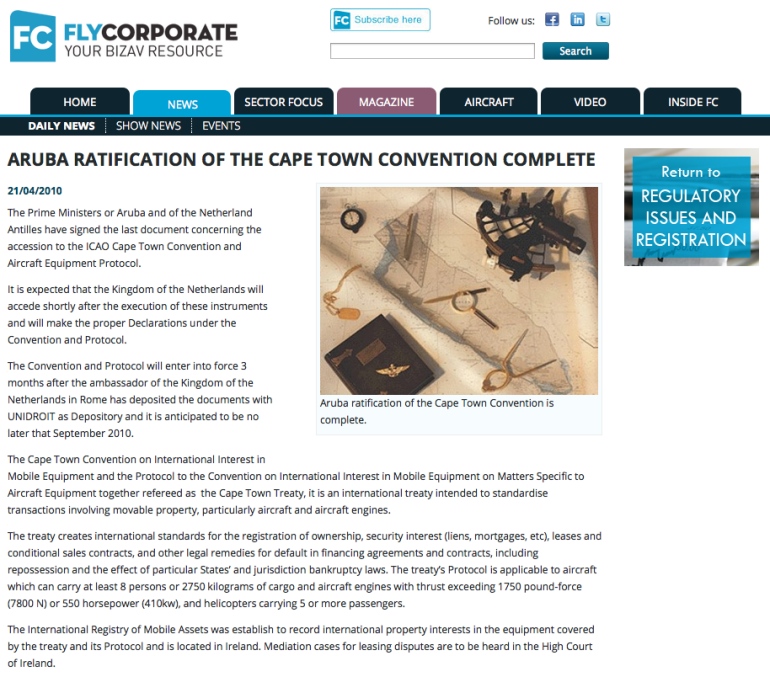 FC FLYCORPORATE
YOUR BIZAV RESOURCE
FC Subscribe here
Follow us:
Search
HOME
NEWS
SECTOR FOCUS
MAGAZINE
AIRCRAFT
VIDEO
INSIDE FC
DAILY NEWS
SHOW NEWS
EVENTS
ARUBA RATIFICATION OF THE CAPE TOWN CONVENTION COMPLETE
21/04/2010
The Prime Ministers or Aruba and of the Netherland
Antilles have signed the last document concerning the
accession to the ICAO Cape Town Convention and
Aircraft Equipment Protocol.
It is expected that the Kingdom of the Netherlands will
accede shortly after the execution of these instruments
and will make the proper Declarations under the
Convention and Protocol.
The Convention and Protocol will enter into force 3
months after the ambassador of the Kingdom of the
Netherlands in Rome has deposited the documents with
UNIDROIT as Depository and it is anticipated to be no
later that September 2010.
Aruba ratification of the Cape Town Convention is
complete.
The Cape Town Convention on International Interest in
Mobile Equipment and the Protocol to the Convention on International Interest in Mobile Equipment on Matters Specific to
Aircraft Equipment together refereed as the Cape Town Treaty, it is an international treaty intended to standardise
transactions involving movable property, particularly aircraft and aircraft engines.
The treaty creates international standards for the registration of ownership, security interest (liens, mortgages, etc), leases and
conditional sales contracts, and other legal remedies for default in financing agreements and contracts, including
repossession and the effect of particular States' and jurisdiction bankruptcy laws. The treaty's Protocol is applicable to aircraft
which can carry at least 8 persons or 2750 kilograms of cargo and aircraft engines with thrust exceeding 1750 pound-force
(7800 N) or 550 horsepower (410kw), and helicopters carrying 5 or more passengers.
The International Registry of Mobile Assets was establish to record international property interests in the equipment covered
by the treaty and its Protocol and is located in Ireland. Mediation cases for leasing disputes are to be heard in the High Court
of Ireland.
Return to
REGULATORY
ISSUES AND
REGISTRATION